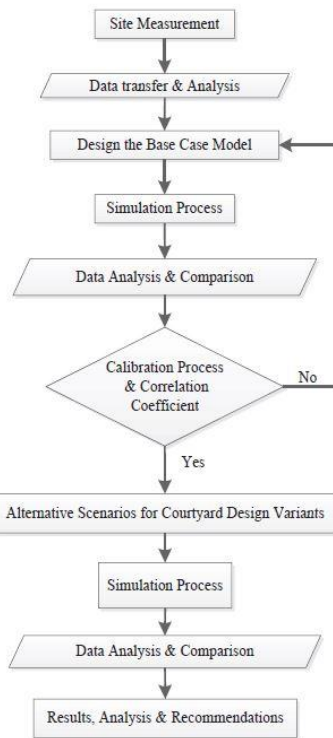 Site Measurement
Data transfer & Analysis
Design the Base Case Model
Simulation Process
Data Analysis & Comparison
Calibration Process
& Correlation
Coefficient
No
Yes
Alternative Scenarios for Courtyard Design Variants
Simulation Process
Data Analysis & Comparison
Results, Analysis & Recommendations